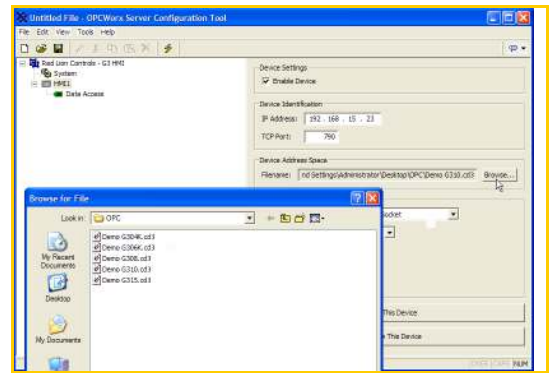 Untitled File - OPCWorx Server Configuration Tool
File Edit View Tools Help
Red Lion Controls - G3 HMI
System
HMI1
Data Access
Device Settings
Enable Device
Device Identification
IP Address: 192 . 168 . 15 . 23
TCP Port: 790
Device Address Space
Filename: nd Settings\Administrator\Desktop\OPC\Demo G310.cd3 Browse...
Browse for File
Look in: OPC
Demo G304K.cd3
Demo G306K.cd3
Demo G308.cd3
Demo G310.cd3
Demo G315.cd3
My Recent Documents
Desktop
My Documents
ocket
This Device
This Device
NUM